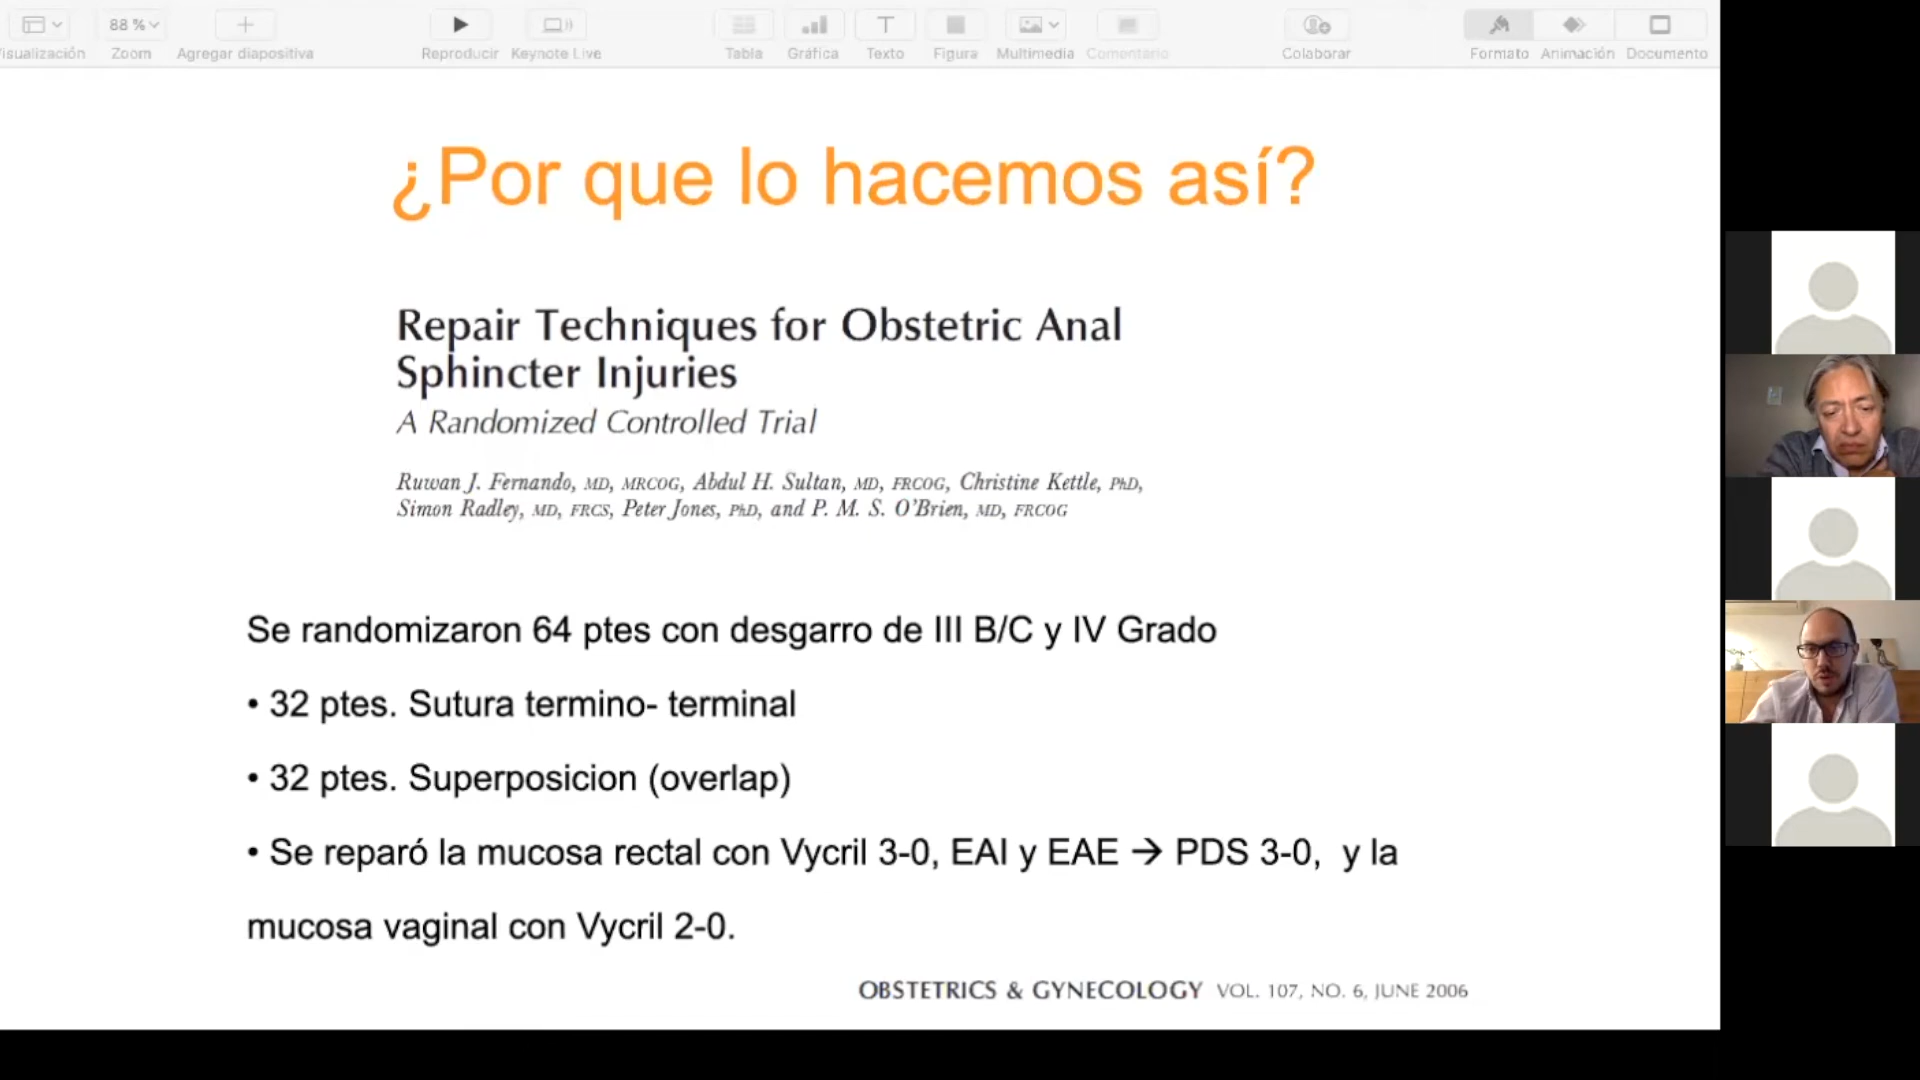 isualización
88 %
Zoom
Agregar diapositiva
Reproducir
Keynote Live
Tabla
Gráfica
Texto
Figura
Multimedia
Comentario
Colaborar
Formato
Animación
Documento
¿Por que lo hacemos así?
Repair Techniques for Obstetric Anal
Sphincter Injuries
A Randomized Controlled Trial
Ruwan J. Fernando, MD, MRCOG, Abdul H. Sultan, MD, FRCOG, Christine Kettle, PhD,
Simon Radley, MD, FRCS, Peter Jones, PhD, and P. M. S. O'Brien, MD, FRCOG
Se randomizaron 64 ptes con desgarro de III B/C y IV Grado
• 32 ptes. Sutura termino- terminal
• 32 ptes. Superposicion (overlap)
• Se reparó la mucosa rectal con Vycril 3-0, EAI y EAE → PDS 3-0, y la
mucosa vaginal con Vycril 2-0.
OBSTETRICS & GYNECOLOGY VOL. 107, NO. 6, JUNE 2006